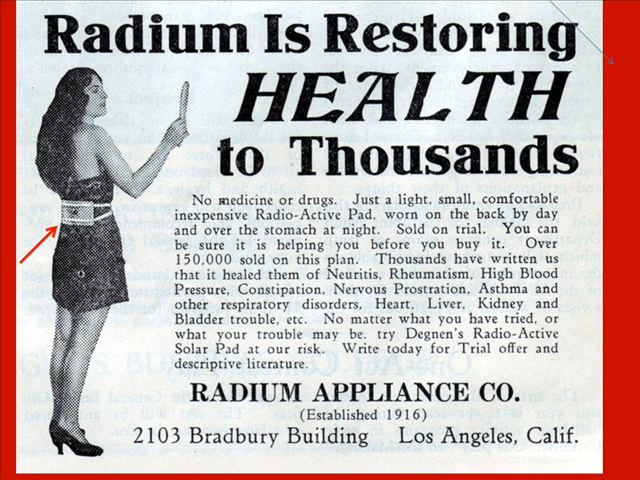 Radium Is Restoring
HEALTH
to Thousands
No medicine or drugs. Just a light, small, comfortable
inexpensive Radio-Active Pad, worn on the back by day
and over the stomach at night. Sold on trial. You can
be sure it is helping you before you buy it. Over
150,000 sold on this plan. Thousands have written us
that it healed them of Neuritis, Rheumatism, High Blood
Pressure, Constipation, Nervous Prostration, Asthma and
other respiratory disorders, Heart, Liver, Kidney and
Bladder trouble, etc. No matter what you have tried, or
what your trouble may be, try Degnen's Radio-Active
Solar Pad at our risk. Write today for Trial offer and
descriptive literature.
RADIUM APPLIANCE CO.
(Established 1916)
2103 Bradbury Building Los Angeles, Calif.